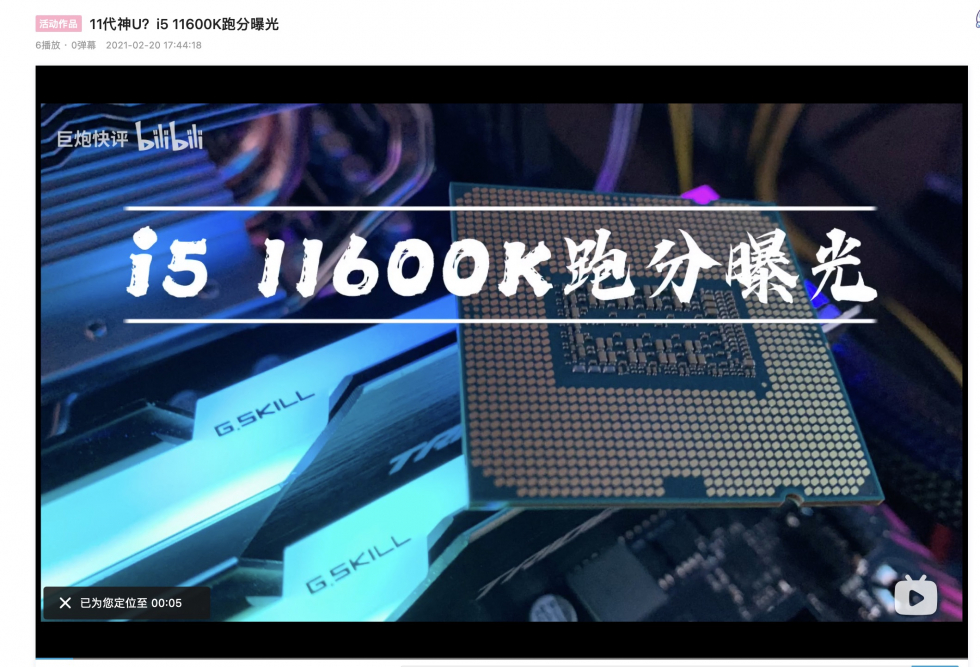 活动作品 11代神U？i5 11600K跑分曝光
6播放 · 0弹幕 2021-02-20 17:44:18
巨炮快评 bilibili
i5 11600K跑分曝光
G.SKILL
G.SKILL
已为您定位至 00:05